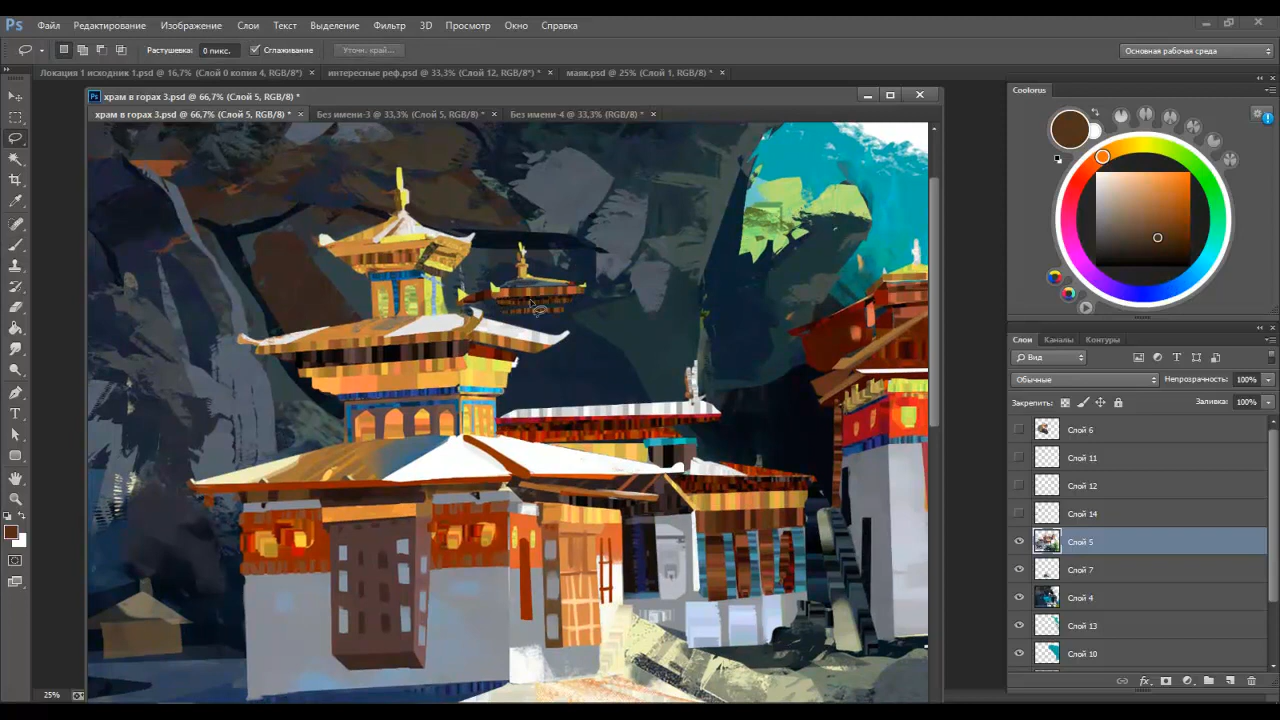 Ps Файл Редактирование Изображение Слои Текст Выделение Фильтр 3D Просмотр Окно Справка
Растушевка: 0 пикс. Сглаживание Уточн. край... Основная рабочая среда
Локация 1 исходник 1.psd @ 16,7% (Слой 0 копия 4, RGB/8*) × интересные реф.psd @ 33,3% (Слой 12, RGB/8*) * × маяк.psd @ 25% (Слой 1, RGB/8*) * ×
Ps храм в горах 3.psd @ 66,7% (Слой 5, RGB/8) *
храм в горах 3.psd @ 66,7% (Слой 5, RGB/8) * × Без имени-3 @ 33,3% (Слой 5, RGB/8) * × Без имени-4 @ 33,3% (RGB/8) * ×
25%
Coolorus
Слои Каналы Контуры
Вид
Обычные Непрозрачность: 100%
Закрепить: Заливка: 100%
Слой 6
Слой 11
Слой 12
Слой 14
Слой 5
Слой 7
Слой 4
Слой 13
Слой 10
fx